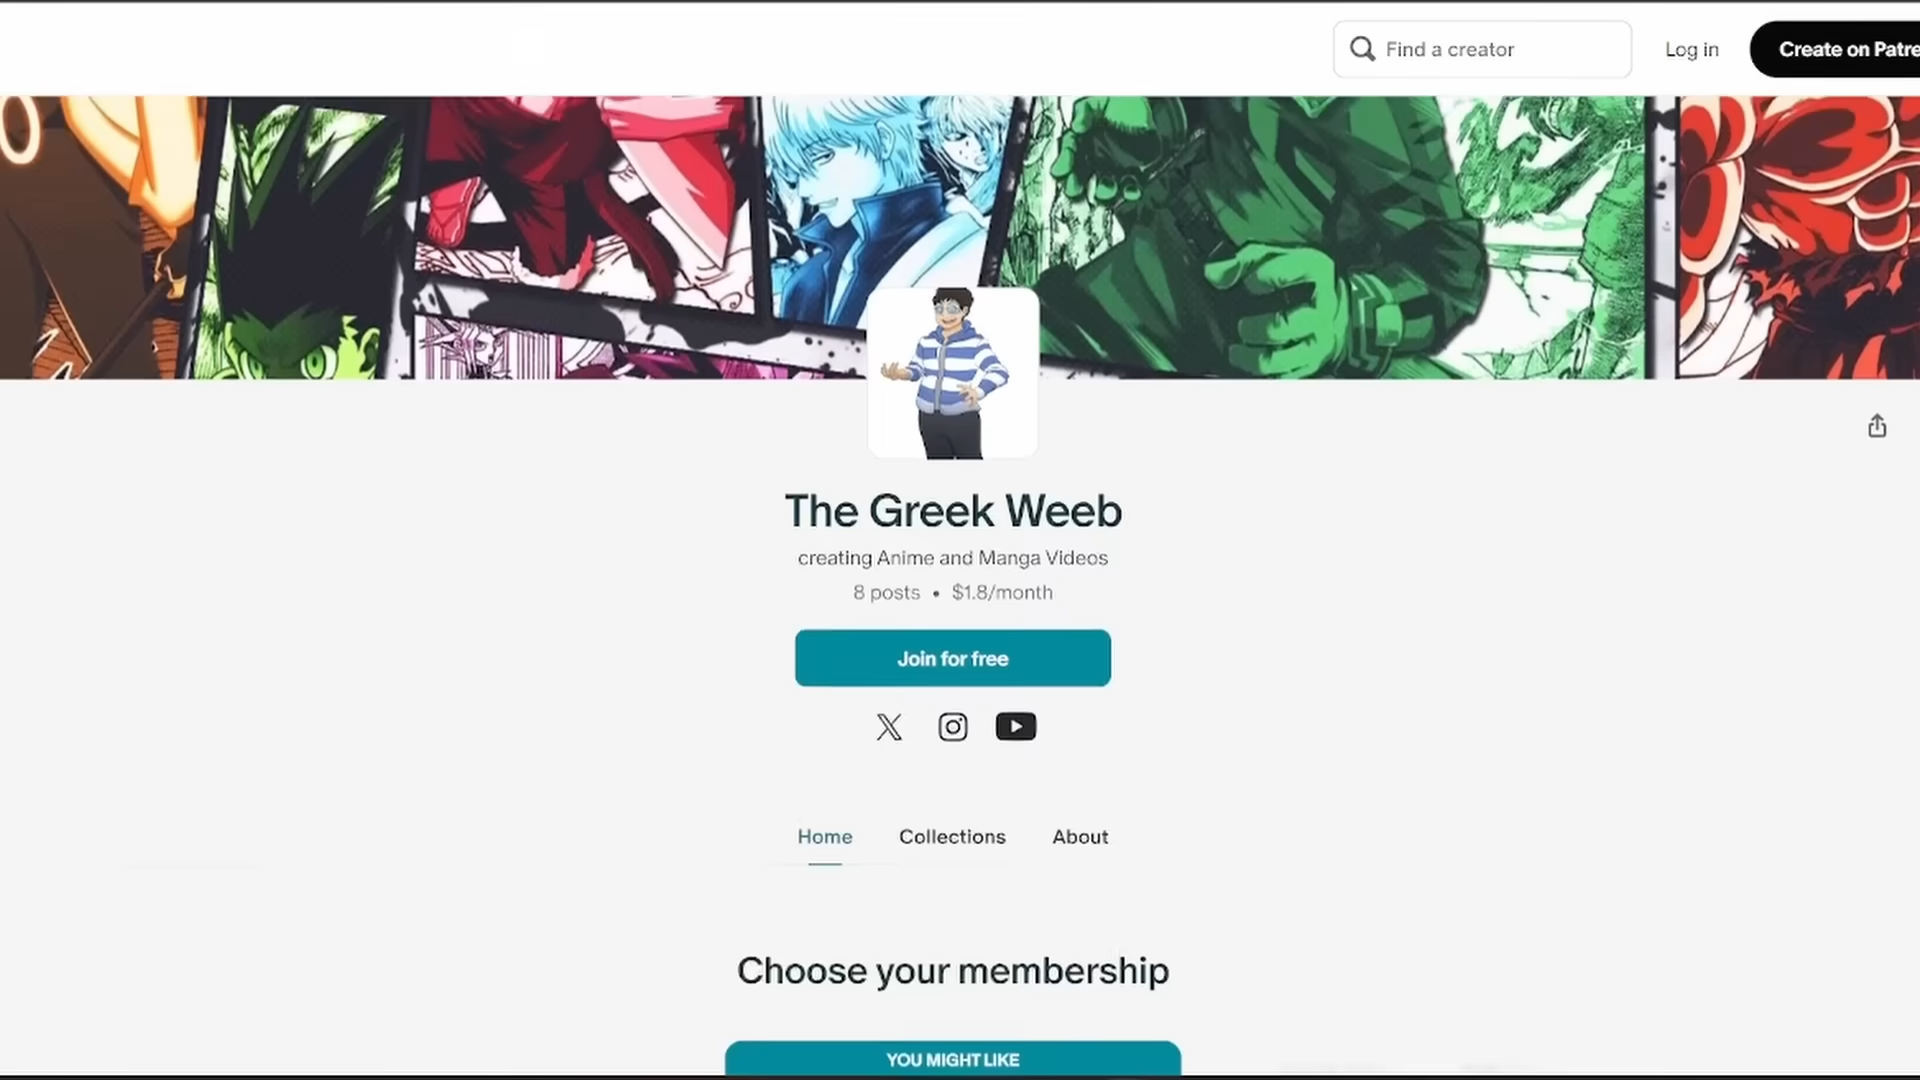 Find a creator
Log in
Create on Patre
The Greek Weeb
creating Anime and Manga Videos
8 posts • $1.8/month
Join for free
Home
Collections
About
Choose your membership
YOU MIGHT LIKE